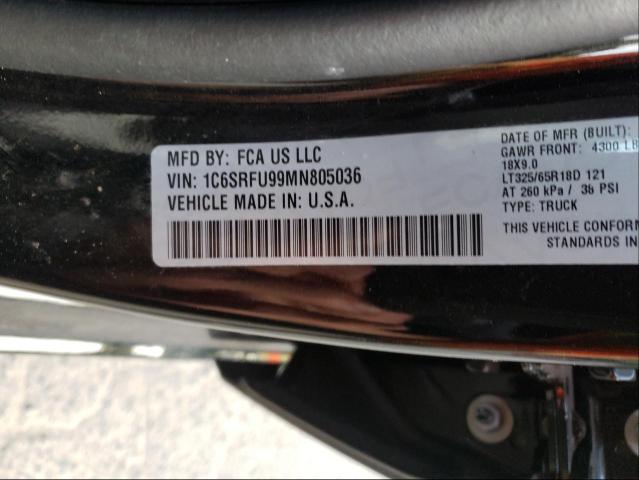 MFD BY: FCA US LLC
VIN: 1C6SRFU99MN805036
VEHICLE MADE IN: U.S.A.
DATE OF MFR (BUILT):
GAWR FRONT: 4300 LB
18X9.0
LT325/65R18D 121
AT 260 kPa / 38 PSI
TYPE: TRUCK
THIS VEHICLE CONFOR
STANDARDS IN